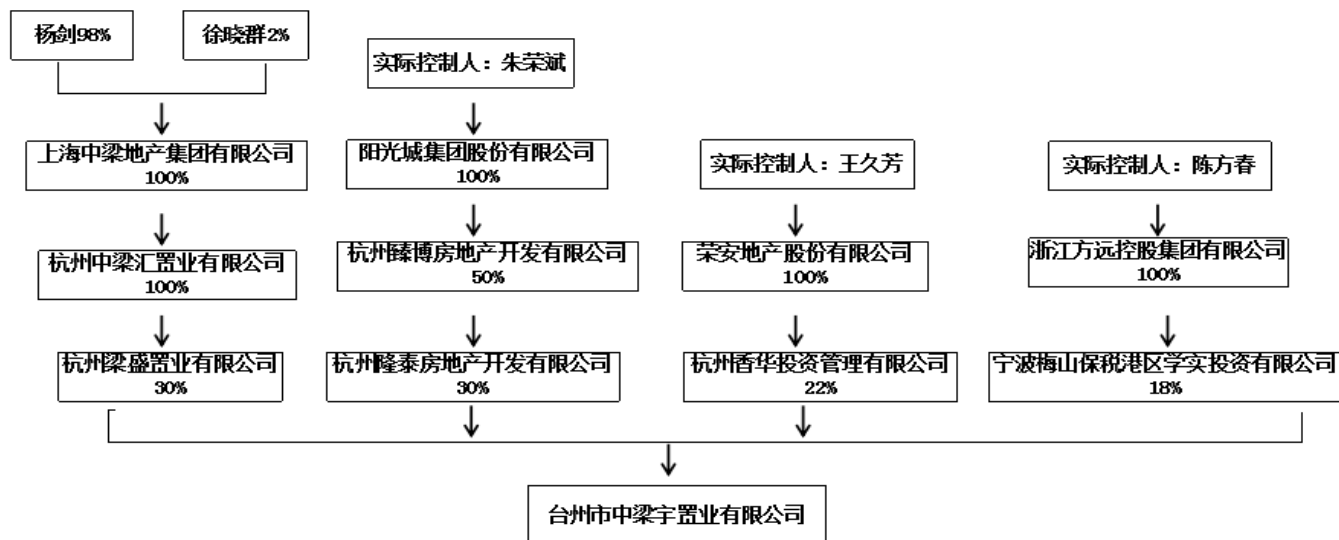 杨剑98%
徐晓群2%
实际控制人：朱荣斌
上海中梁地产集团有限公司
100%
阳光城集团股份有限公司
100%
实际控制人：王久芳
实际控制人：陈方春
杭州中梁汇置业有限公司
100%
杭州臻博房地产开发有限公司
50%
荣安地产股份有限公司
100%
浙江方远控股集团有限公司
100%
杭州梁盛置业有限公司
30%
杭州隆泰房地产开发有限公司
30%
杭州香华投资管理有限公司
22%
宁波梅山保税港区学实投资有限公司
18%
台州市中梁宇置业有限公司